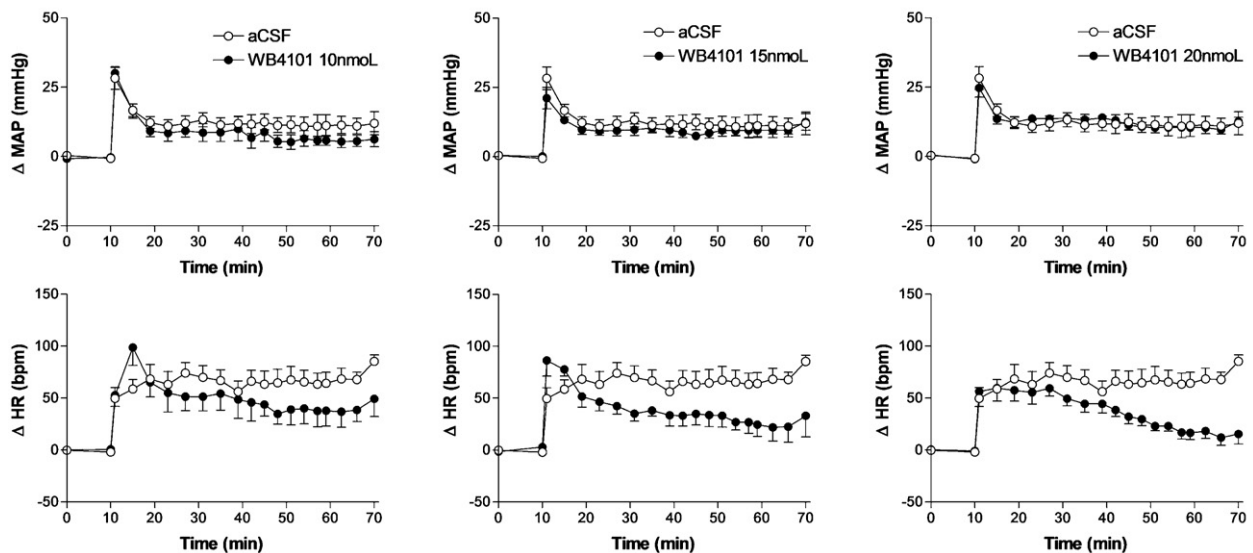 aCSF
WB4101 10nmoL
Δ MAP (mmHg)
50
25
0
-25
0 10 20 30 40 50 60 70
Time (min)
aCSF
WB4101 15nmoL
Δ MAP (mmHg)
50
25
0
-25
0 10 20 30 40 50 60 70
Time (min)
aCSF
WB4101 20nmoL
Δ MAP (mmHg)
50
25
0
-25
0 10 20 30 40 50 60 70
Time (min)
Δ HR (bpm)
150
100
50
0
-50
0 10 20 30 40 50 60 70
Time (min)
Δ HR (bpm)
150
100
50
0
-50
0 10 20 30 40 50 60 70
Time (min)
Δ HR (bpm)
150
100
50
0
-50
0 10 20 30 40 50 60 70
Time (min)